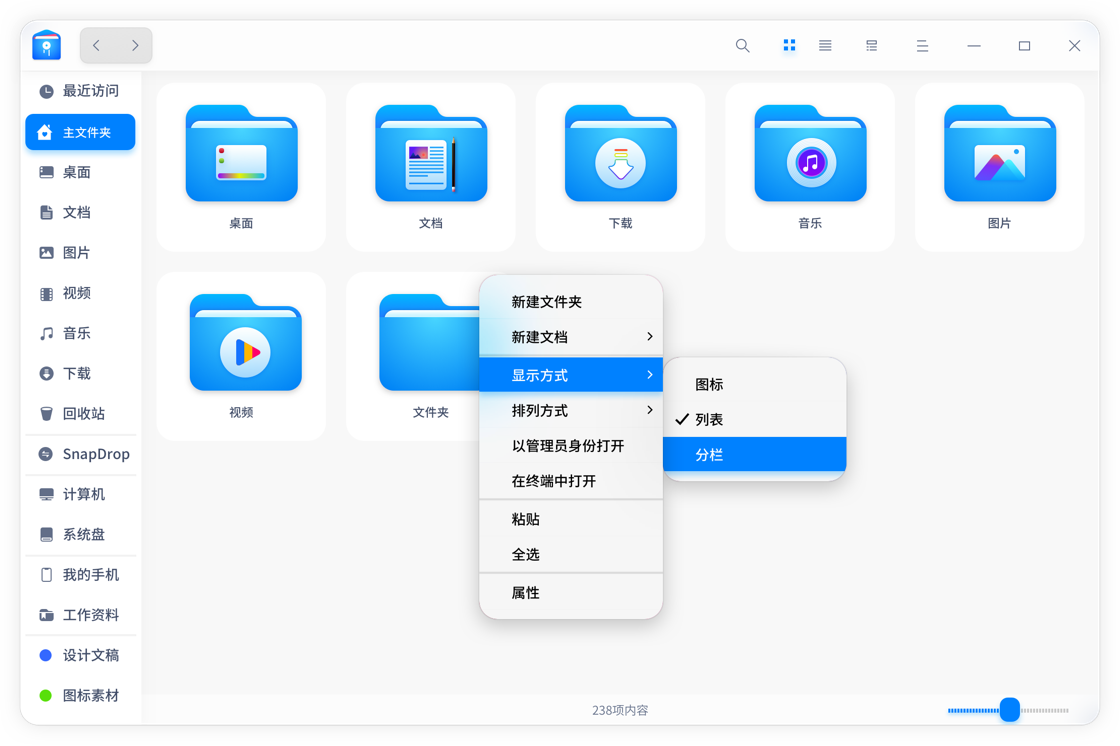 最近访问
主文件夹
桌面
文档
图片
视频
音乐
下载
回收站
SnapDrop
计算机
系统盘
我的手机
工作资料
设计文稿
图标素材
桌面
文档
下载
音乐
图片
视频
文件夹
新建文件夹
新建文档
显示方式
排列方式
以管理员身份打开
在终端中打开
粘贴
全选
属性
图标
列表
分栏
238项内容